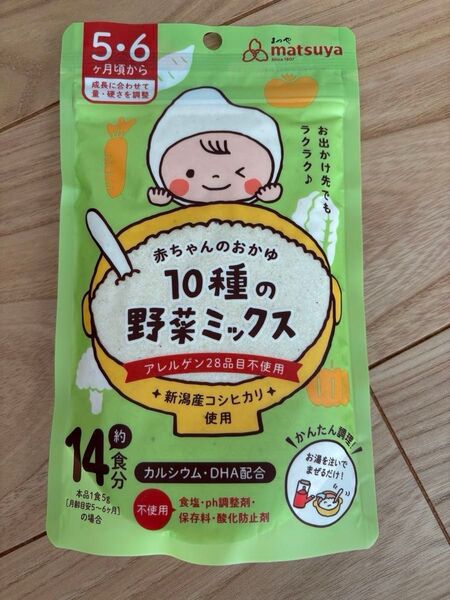 5・6
ヶ月頃から
成長に合わせて
量・硬さを調整
まつや
matsuya
Since 1907
お出かけ先でも
ラクラク♪
赤ちゃんのおかゆ
10種の
野菜ミックス
アレルゲン28品目不使用
新潟産コシヒカリ
使用
約14食分
本品1食5g
[月齢目安5〜6ヶ月]
の場合
カルシウム・DHA配合
不使用
食塩・ph調整剤・
保存料・酸化防止剤
かんたん調理!
お湯を注いで
まぜるだけ!